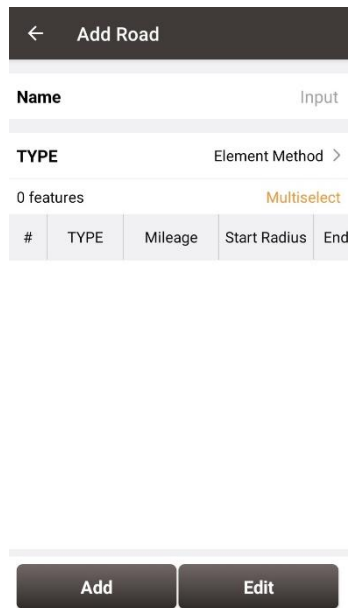 Add Road
Name Input
TYPE Element Method
0 features Multiselect
# TYPE Mileage Start Radius End
Add Edit